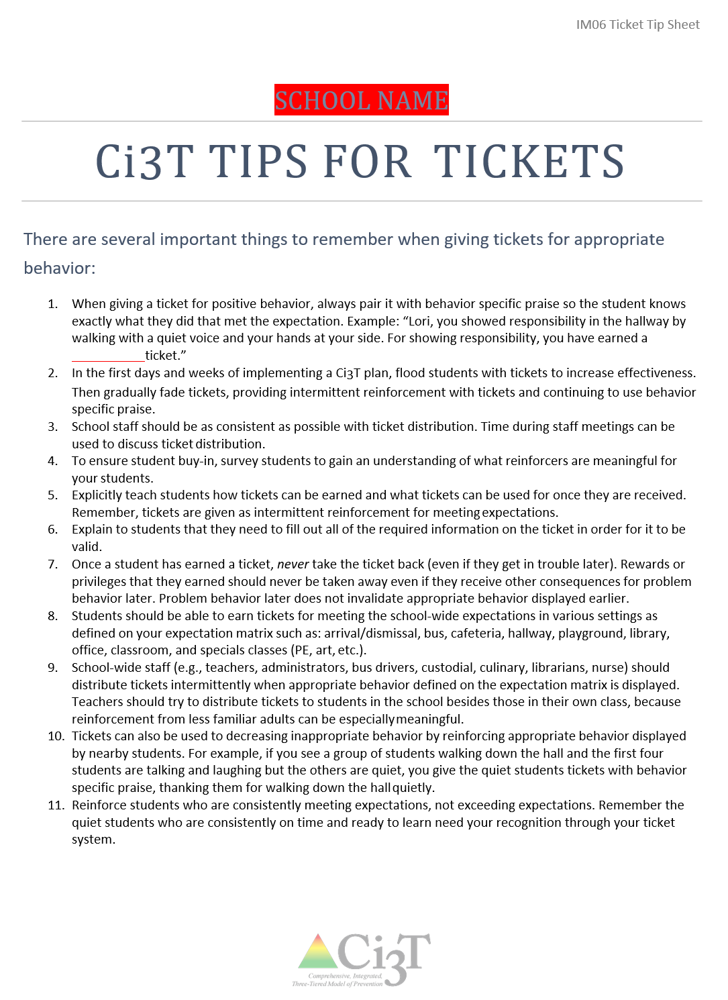 IM06 Ticket Tip Sheet
SCHOOL NAME
Ci3T TIPS FOR TICKETS
There are several important things to remember when giving tickets for appropriate
behavior:
1. When giving a ticket for positive behavior, always pair it with behavior specific praise so the student knows
exactly what they did that met the expectation. Example: “Lori, you showed responsibility in the hallway by
walking with a quiet voice and your hands at your side. For showing responsibility, you have earned a
___________ticket.”
2. In the first days and weeks of implementing a Ci3T plan, flood students with tickets to increase effectiveness.
Then gradually fade tickets, providing intermittent reinforcement with tickets and continuing to use behavior
specific praise.
3. School staff should be as consistent as possible with ticket distribution. Time during staff meetings can be
used to discuss ticket distribution.
4. To ensure student buy-in, survey students to gain an understanding of what reinforcers are meaningful for
your students.
5. Explicitly teach students how tickets can be earned and what tickets can be used for once they are received.
Remember, tickets are given as intermittent reinforcement for meeting expectations.
6. Explain to students that they need to fill out all of the required information on the ticket in order for it to be
valid.
7. Once a student has earned a ticket, never take the ticket back (even if they get in trouble later). Rewards or
privileges that they earned should never be taken away even if they receive other consequences for problem
behavior later. Problem behavior later does not invalidate appropriate behavior displayed earlier.
8. Students should be able to earn tickets for meeting the school-wide expectations in various settings as
defined on your expectation matrix such as: arrival/dismissal, bus, cafeteria, hallway, playground, library,
office, classroom, and specials classes (PE, art, etc.).
9. School-wide staff (e.g., teachers, administrators, bus drivers, custodial, culinary, librarians, nurse) should
distribute tickets intermittently when appropriate behavior defined on the expectation matrix is displayed.
Teachers should try to distribute tickets to students in the school besides those in their own class, because
reinforcement from less familiar adults can be especially meaningful.
10. Tickets can also be used to decreasing inappropriate behavior by reinforcing appropriate behavior displayed
by nearby students. For example, if you see a group of students walking down the hall and the first four
students are talking and laughing but the others are quiet, you give the quiet students tickets with behavior
specific praise, thanking them for walking down the hall quietly.
11. Reinforce students who are consistently meeting expectations, not exceeding expectations. Remember the
quiet students who are consistently on time and ready to learn need your recognition through your ticket
system.
Ci3T
Comprehensive, Integrated,
Three-Tiered Model of Prevention